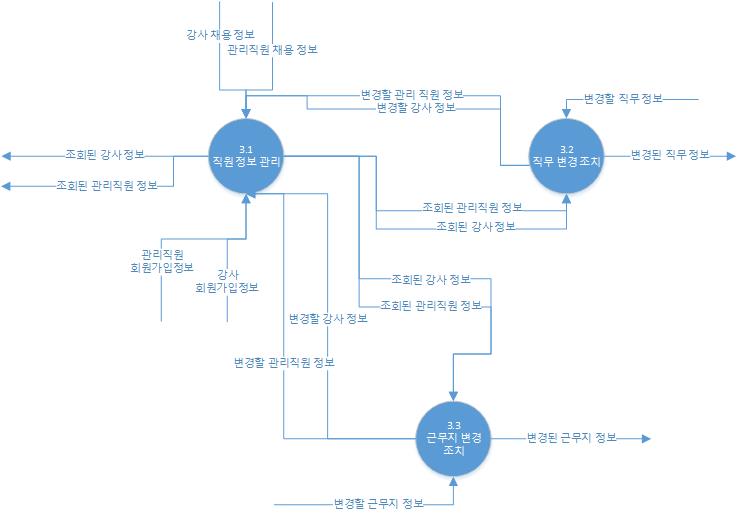 강사 채용 정보
관리직원 채용 정보
변경할 관리 직원 정보
변경할 강사 정보
변경할 직무 정보
3.1
직원 정보 관리
3.2
직무 변경 조치
조회된 강사 정보
변경된 직무 정보
조회된 관리직원 정보
조회된 관리직원 정보
조회된 강사 정보
관리직원
회원가입정보
강사
회원가입정보
조회된 강사 정보
조회된 관리직원 정보
변경할 강사 정보
변경할 관리직원 정보
3.3
근무지 변경
조치
변경된 근무지 정보
변경할 근무지 정보